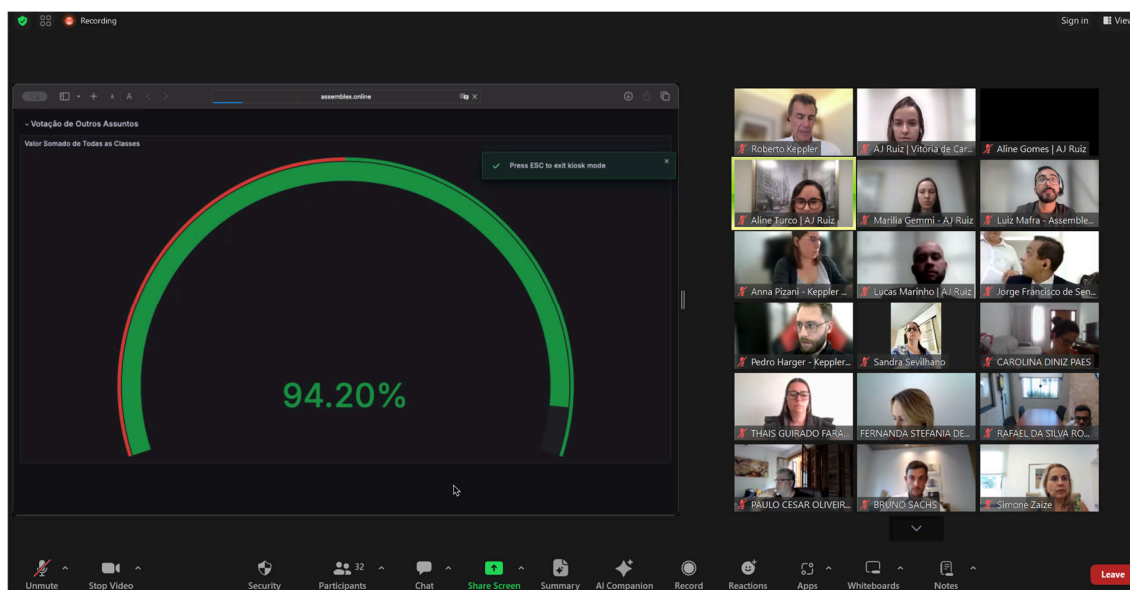 Recording
Sign in
View
A A
assemblex.online
- Votação de Outros Assuntos
Valor Somado de Todas as Classes
Press ESC to exit kiosk mode
94.20%
Roberto Keppler
AJ Ruiz | Vitória de Car...
Aline Gomes | AJ Ruiz
Aline Turco | AJ Ruiz
Marilia Gemmi - AJ Ruiz
Luiz Mafra - Assemble...
Anna Pizani - Keppler ...
Lucas Marinho | AJ Ruiz
Jorge Francisco de Sen...
Pedro Harger - Keppler...
Sandra Sevilhano
CAROLINA DINIZ PAES
THAIS GUIRADO FARA...
FERNANDA STEFANIA DE...
RAFAEL DA SILVA RO...
PAULO CESAR OLIVEIR...
BRUNO SACHS
Simone Zaize
32
Unmute
Stop Video
Security
Participants
Chat
Share Screen
Summary
AI Companion
Record
Reactions
Apps
Whiteboards
Notes
Leave